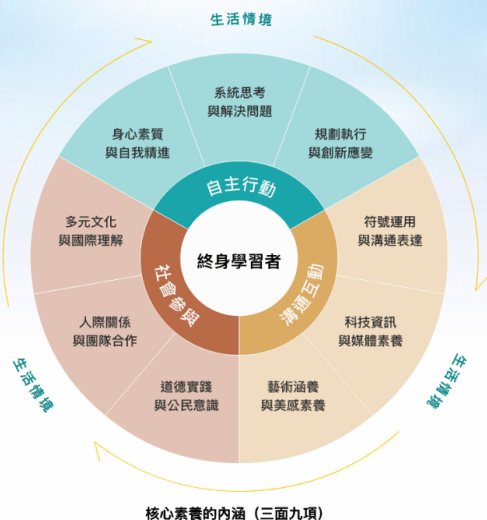 生活情境
系統思考
與解決問題
身心素質
與自我精進
規劃執行
與創新應變
自主行動
多元文化
與國際理解
符號運用
與溝通表達
終身學習者
社會參與
溝通互動
人際關係
與團隊合作
科技資訊
與媒體素養
生活情境
生活情境
道德實踐
與公民意識
藝術涵養
與美感素養
核心素養的內涵（三面九項）